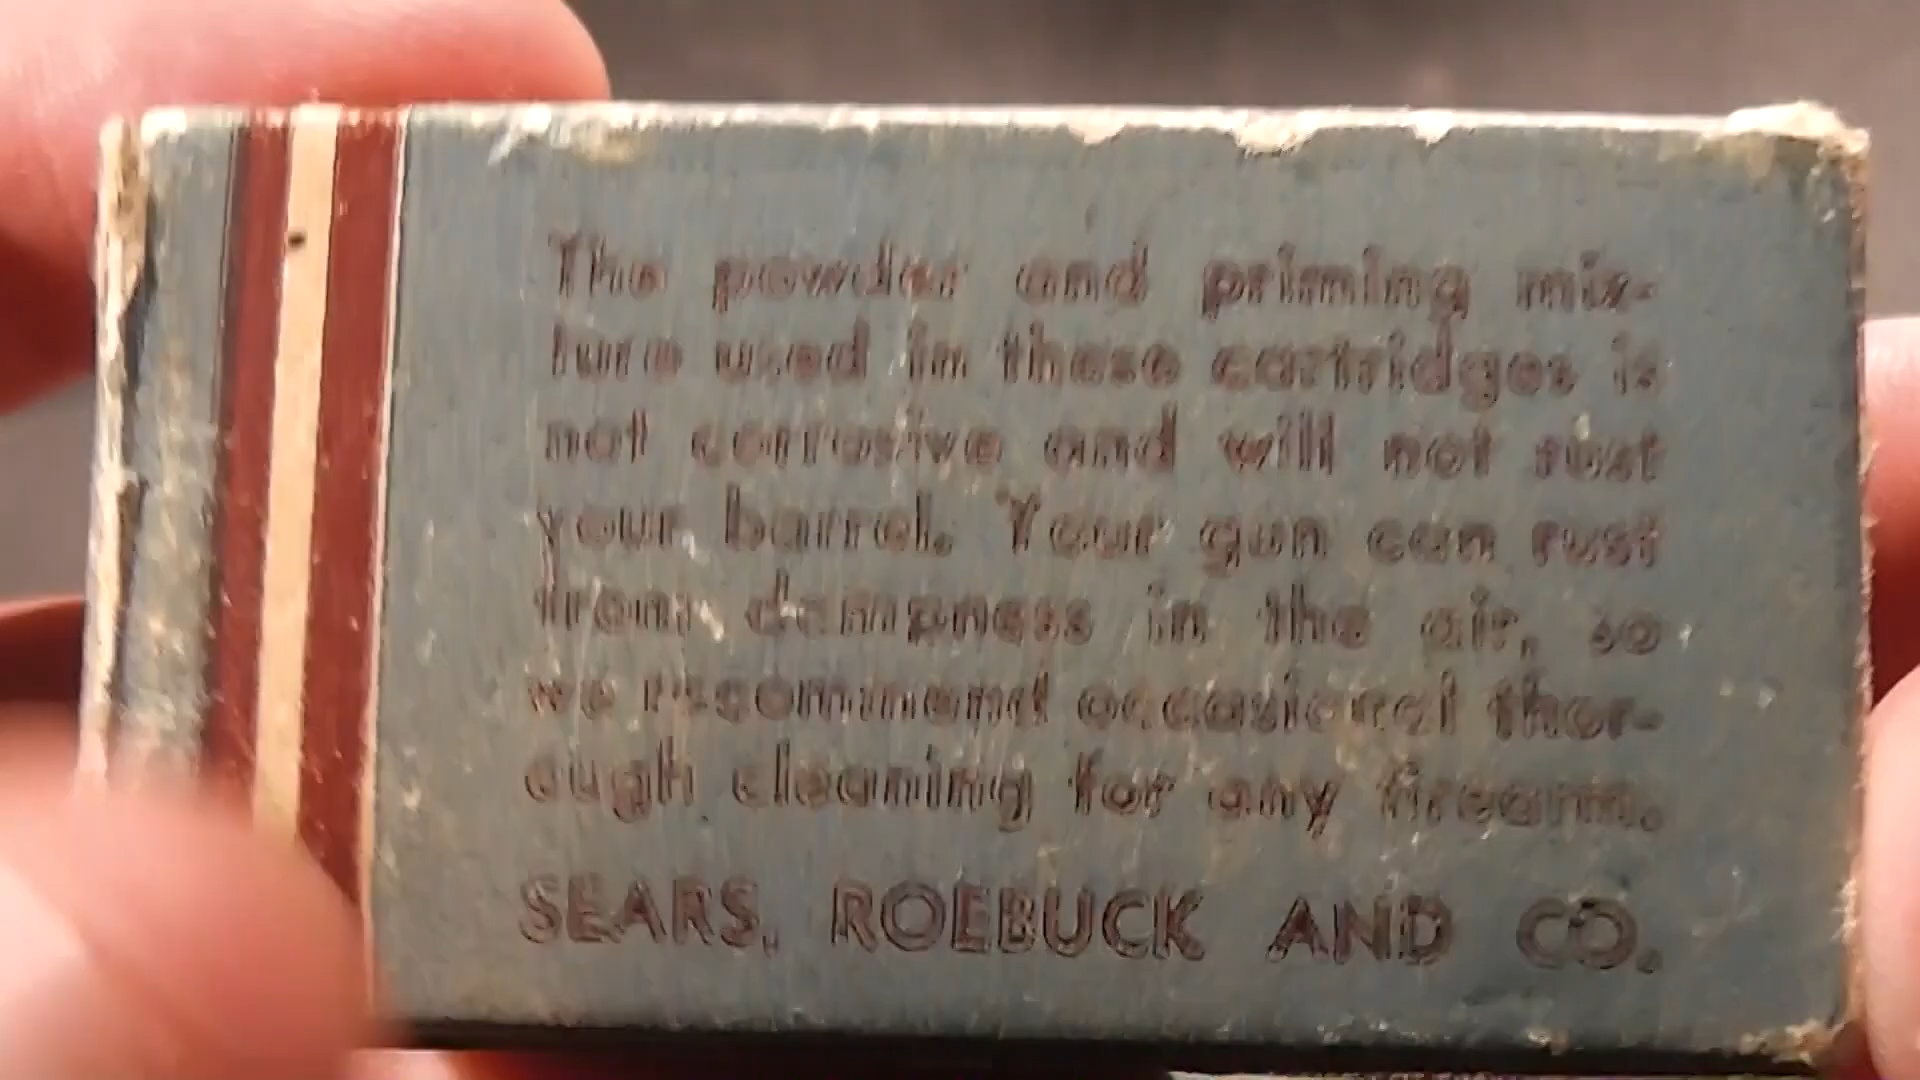 The powder and priming mix-
ture used in these cartridges is
not corrosive and will not rust
your barrel. Your gun can rust
from dampness in the air, so
we recommend occasional thor-
ough cleaning for any firearm.
SEARS, ROEBUCK AND CO.